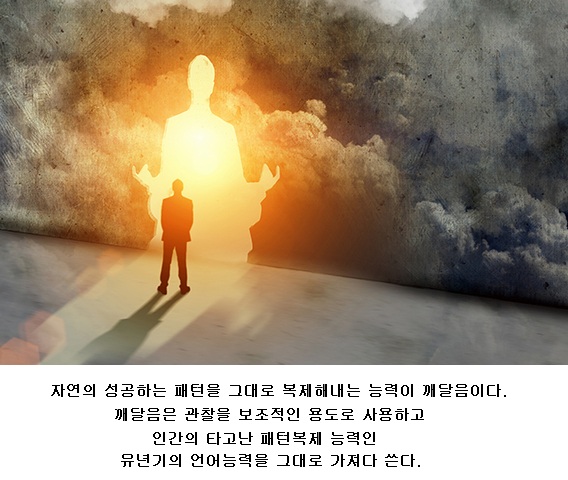 자연의 성공하는 패턴을 그대로 복제해내는 능력이 깨달음이다.
깨달음은 관찰을 보조적인 용도로 사용하고
인간의 타고난 패턴복제 능력인
유년기의 언어능력을 그대로 가져다 쓴다.